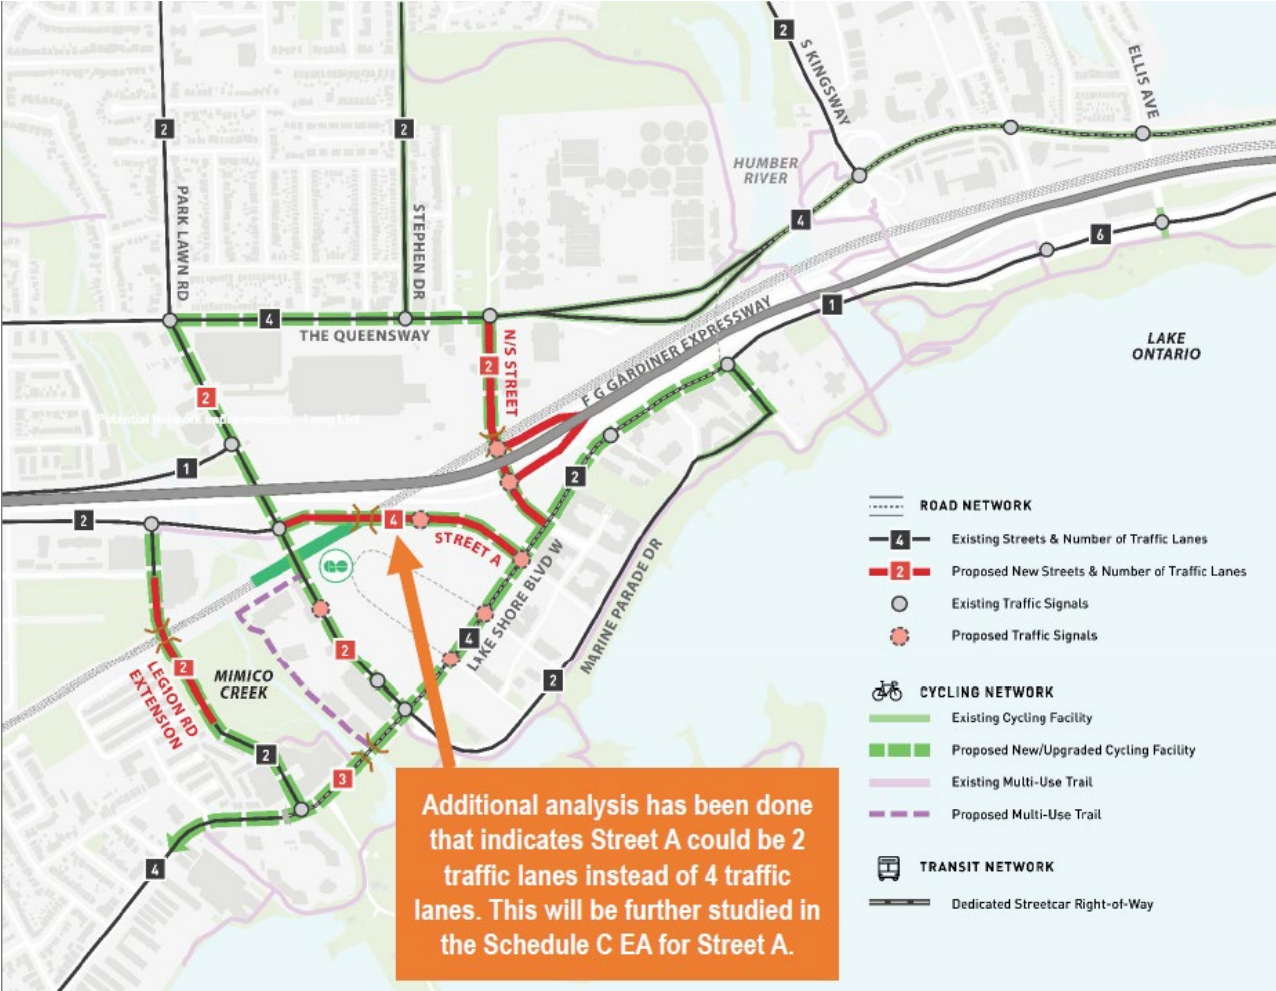 2
2
2
S KINGSWAY
ELLIS AVE
HUMBER
RIVER
PARK LAWN RD
STEPHEN DR
4
6
4
THE QUEENSWAY
N/S STREET
2
F G GARDINER EXPRESSWAY
1
LAKE
ONTARIO
2
1
2
2
4
STREET A
GO
LAKE SHORE BLVD W
MARINE PARADE DR
4
2
2
2
LEGION RD
EXTENSION
MIMICO
CREEK
2
3
4
Additional analysis has been done
that indicates Street A could be 2
traffic lanes instead of 4 traffic
lanes. This will be further studied in
the Schedule C EA for Street A.
ROAD NETWORK
4 Existing Streets & Number of Traffic Lanes
2 Proposed New Streets & Number of Traffic Lanes
Existing Traffic Signals
Proposed Traffic Signals
CYCLING NETWORK
Existing Cycling Facility
Proposed New/Upgraded Cycling Facility
Existing Multi-Use Trail
Proposed Multi-Use Trail
TRANSIT NETWORK
Dedicated Streetcar Right-of-Way